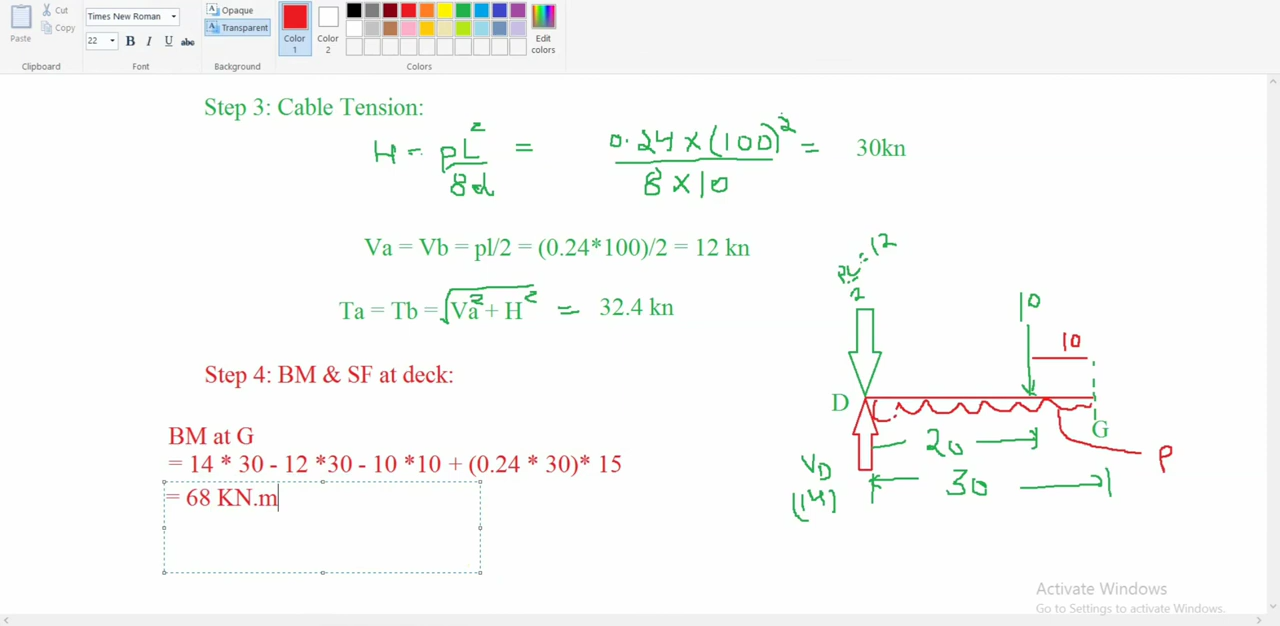 Paste
Cut
Copy
Clipboard
Times New Roman
22
B I U abc
Font
Opaque
Transparent
Background
Color 1
Color 2
Edit colors
Colors
Step 3: Cable Tension:
H = pL² / 8d = 0.24 × (100)² / 8 × 10 = 30kn
Va = Vb = pl/2 = (0.24*100)/2 = 12 kn
Ta = Tb = √Va² + H² = 32.4 kn
Step 4: BM & SF at deck:
BM at G
= 14 * 30 - 12 *30 - 10 *10 + (0.24 * 30)* 15
= 68 KN.m
PL/2 = 12
10
10
D
G
20
P
VD
(14)
30
Activate Windows
Go to Settings to activate Windows.